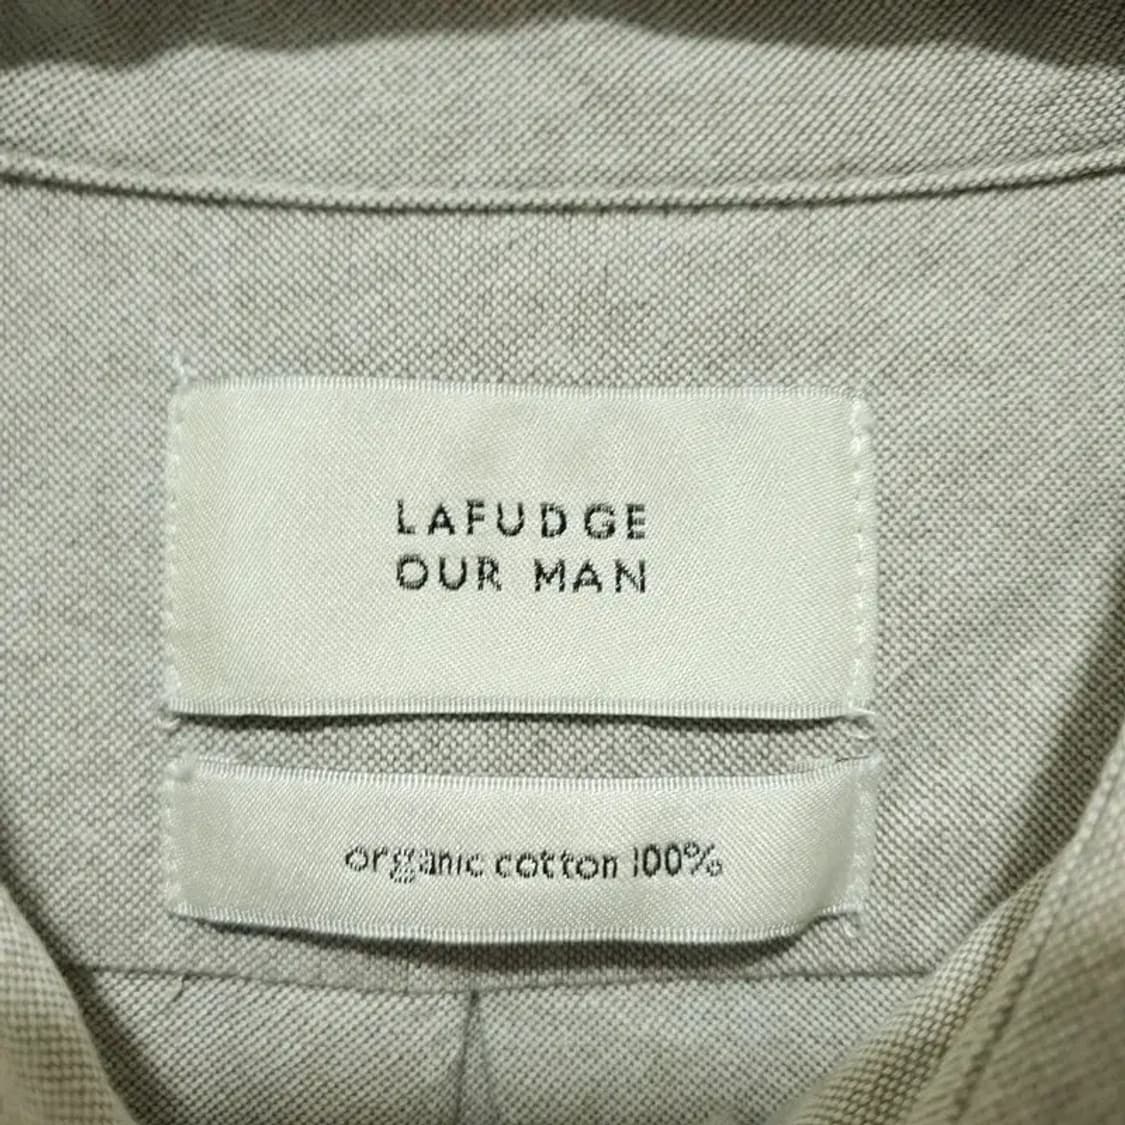 LAFUDGE
OUR MAN
organic cotton 100%